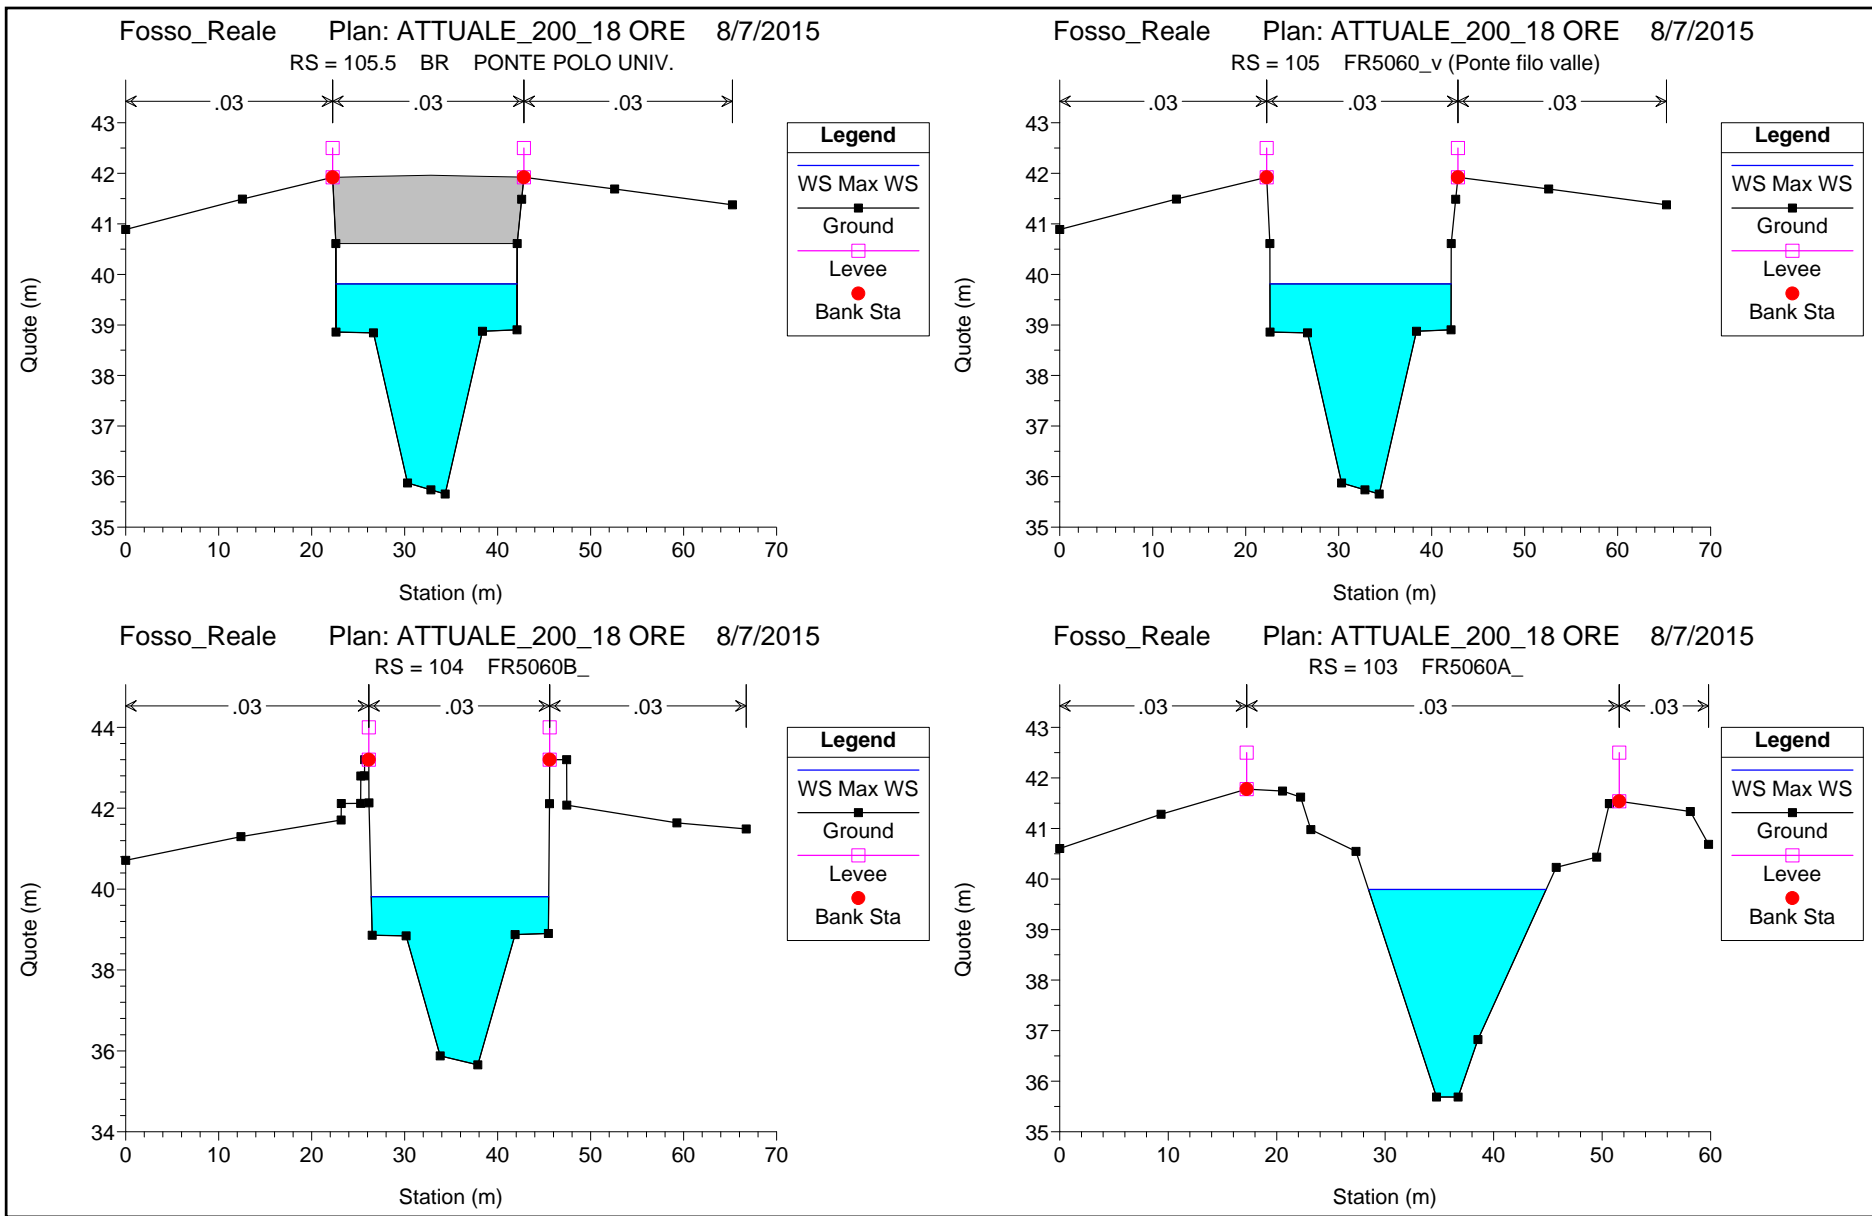 Fosso_Reale Plan: ATTUALE_200_18 ORE 8/7/2015
RS = 105.5 BR PONTE POLO UNIV.
.03 .03 .03
43
42
41
40
39
38
37
36
35
Quote (m)
0 10 20 30 40 50 60 70
Station (m)
Legend
WS Max WS
Ground
Levee
Bank Sta
Fosso_Reale Plan: ATTUALE_200_18 ORE 8/7/2015
RS = 105 FR5060_v (Ponte filo valle)
.03 .03 .03
43
42
41
40
39
38
37
36
35
Quote (m)
0 10 20 30 40 50 60 70
Station (m)
Legend
WS Max WS
Ground
Levee
Bank Sta
Fosso_Reale Plan: ATTUALE_200_18 ORE 8/7/2015
RS = 104 FR5060B_
.03 .03 .03
44
42
40
38
36
34
Quote (m)
0 10 20 30 40 50 60 70
Station (m)
Legend
WS Max WS
Ground
Levee
Bank Sta
Fosso_Reale Plan: ATTUALE_200_18 ORE 8/7/2015
RS = 103 FR5060A_
.03 .03 .03
43
42
41
40
39
38
37
36
35
Quote (m)
0 10 20 30 40 50 60
Station (m)
Legend
WS Max WS
Ground
Levee
Bank Sta